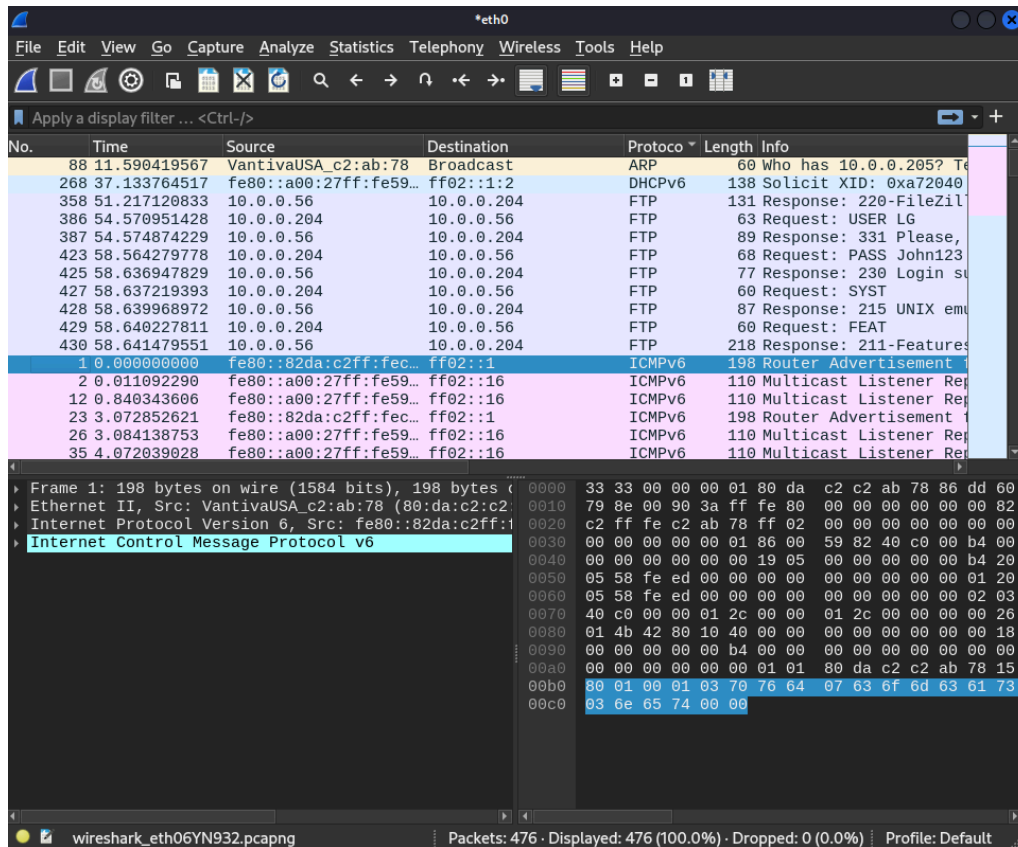 *eth0
File Edit View Go Capture Analyze Statistics Telephony Wireless Tools Help
Apply a display filter … <Ctrl-/>
No. Time Source Destination Protoco Length Info
88 11.590419567 VantivaUSA_c2:ab:78 Broadcast ARP 60 Who has 10.0.0.205? Te
268 37.133764517 fe80::a00:27ff:fe59… ff02::1:2 DHCPv6 138 Solicit XID: 0xa72040
358 51.217120833 10.0.0.56 10.0.0.204 FTP 131 Response: 220-FileZil
386 54.570951428 10.0.0.204 10.0.0.56 FTP 63 Request: USER LG
387 54.574874229 10.0.0.56 10.0.0.204 FTP 89 Response: 331 Please,
423 58.564279778 10.0.0.204 10.0.0.56 FTP 68 Request: PASS John123
425 58.636947829 10.0.0.56 10.0.0.204 FTP 77 Response: 230 Login su
427 58.637219393 10.0.0.204 10.0.0.56 FTP 60 Request: SYST
428 58.639968972 10.0.0.56 10.0.0.204 FTP 87 Response: 215 UNIX emu
429 58.640227811 10.0.0.204 10.0.0.56 FTP 60 Request: FEAT
430 58.641479551 10.0.0.56 10.0.0.204 FTP 218 Response: 211-Features
1 0.000000000 fe80::82da:c2ff:fec… ff02::1 ICMPv6 198 Router Advertisement f
2 0.011092290 fe80::a00:27ff:fe59… ff02::16 ICMPv6 110 Multicast Listener Rep
12 0.840343606 fe80::a00:27ff:fe59… ff02::16 ICMPv6 110 Multicast Listener Rep
23 3.072852621 fe80::82da:c2ff:fec… ff02::1 ICMPv6 198 Router Advertisement f
26 3.084138753 fe80::a00:27ff:fe59… ff02::16 ICMPv6 110 Multicast Listener Rep
35 4.072039028 fe80::a00:27ff:fe59… ff02::16 ICMPv6 110 Multicast Listener Rep
Frame 1: 198 bytes on wire (1584 bits), 198 bytes c
Ethernet II, Src: VantivaUSA_c2:ab:78 (80:da:c2:c2:
Internet Protocol Version 6, Src: fe80::82da:c2ff:f
Internet Control Message Protocol v6
0000 33 33 00 00 00 01 80 da c2 c2 ab 78 86 dd 60
0010 79 8e 00 90 3a ff fe 80 00 00 00 00 00 00 82
0020 c2 ff fe c2 ab 78 ff 02 00 00 00 00 00 00 00
0030 00 00 00 00 00 01 86 00 59 82 40 c0 00 b4 00
0040 00 00 00 00 00 00 19 05 00 00 00 00 00 b4 20
0050 05 58 fe ed 00 00 00 00 00 00 00 00 00 01 20
0060 05 58 fe ed 00 00 00 00 00 00 00 00 00 02 03
0070 40 c0 00 00 01 2c 00 00 01 2c 00 00 00 00 26
0080 01 4b 42 80 10 40 00 00 00 00 00 00 00 00 18
0090 00 00 00 00 b4 00 00 00 00 00 00 00 00 00 00
00a0 00 00 00 00 00 00 01 01 80 da c2 c2 ab 78 15
00b0 80 01 00 01 03 70 76 64 07 63 6f 6d 63 61 73
00c0 03 6e 65 74 00 00
wireshark_eth06YN932.pcapng Packets: 476 · Displayed: 476 (100.0%) · Dropped: 0 (0.0%) Profile: Default